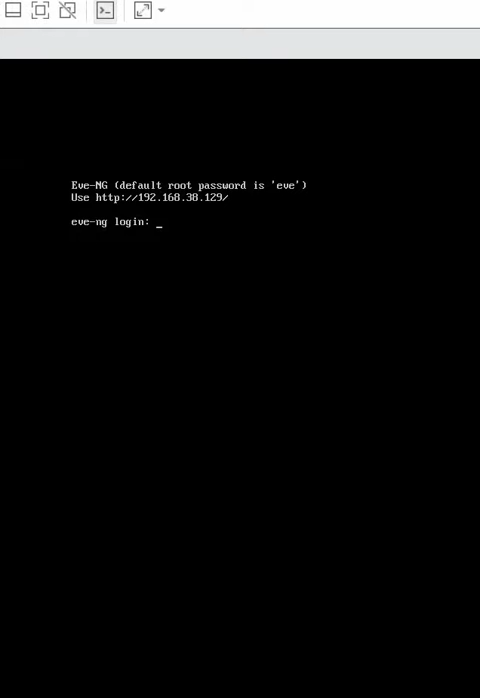 Eve-NG (default root password is 'eve')
Use http://192.168.38.129/
eve-ng login: _